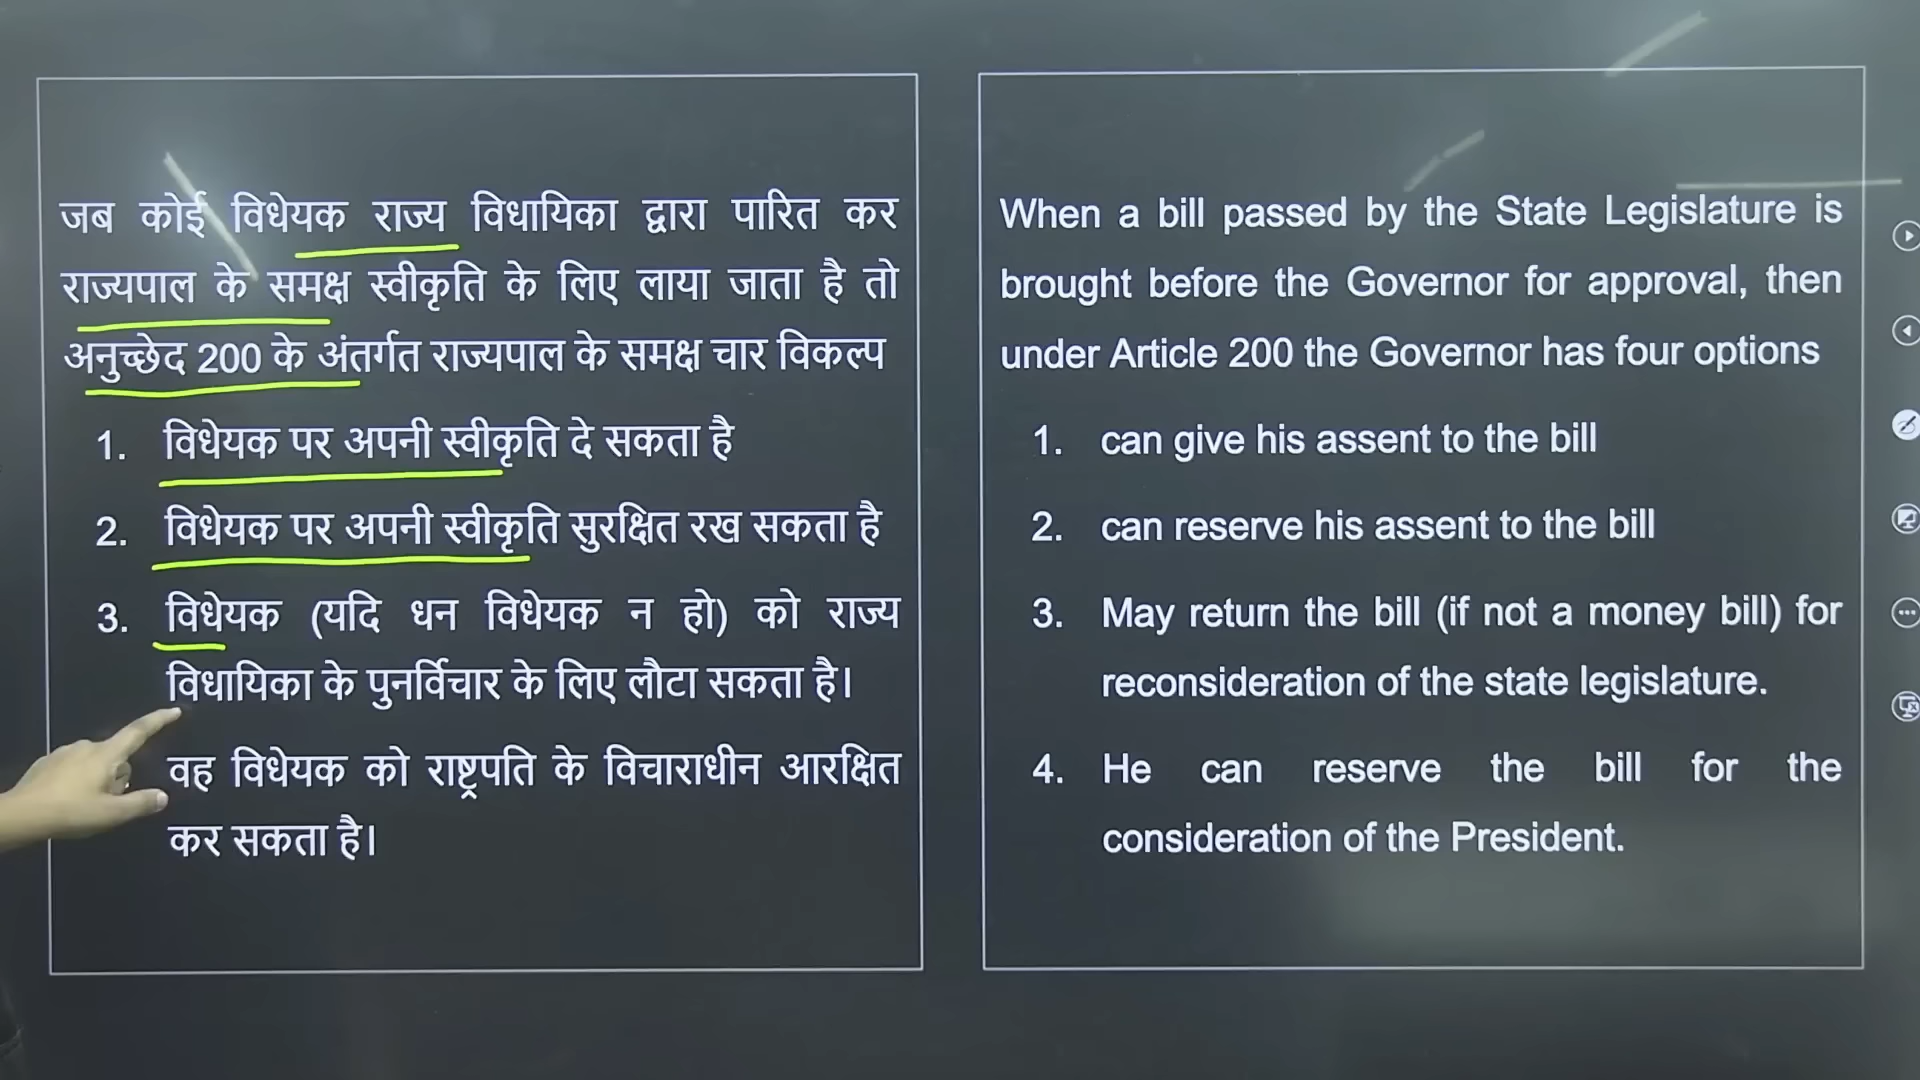 जब कोई विधेयक राज्य विधायिका द्वारा पारित कर
राज्यपाल के समक्ष स्वीकृति के लिए लाया जाता है तो
अनुच्छेद 200 के अंतर्गत राज्यपाल के समक्ष चार विकल्प
1. विधेयक पर अपनी स्वीकृति दे सकता है
2. विधेयक पर अपनी स्वीकृति सुरक्षित रख सकता है
3. विधेयक (यदि धन विधेयक न हो) को राज्य
विधायिका के पुनर्विचार के लिए लौटा सकता है।
वह विधेयक को राष्ट्रपति के विचाराधीन आरक्षित
कर सकता है।
When a bill passed by the State Legislature is
brought before the Governor for approval, then
under Article 200 the Governor has four options
1. can give his assent to the bill
2. can reserve his assent to the bill
3. May return the bill (if not a money bill) for
reconsideration of the state legislature.
4. He can reserve the bill for the
consideration of the President.